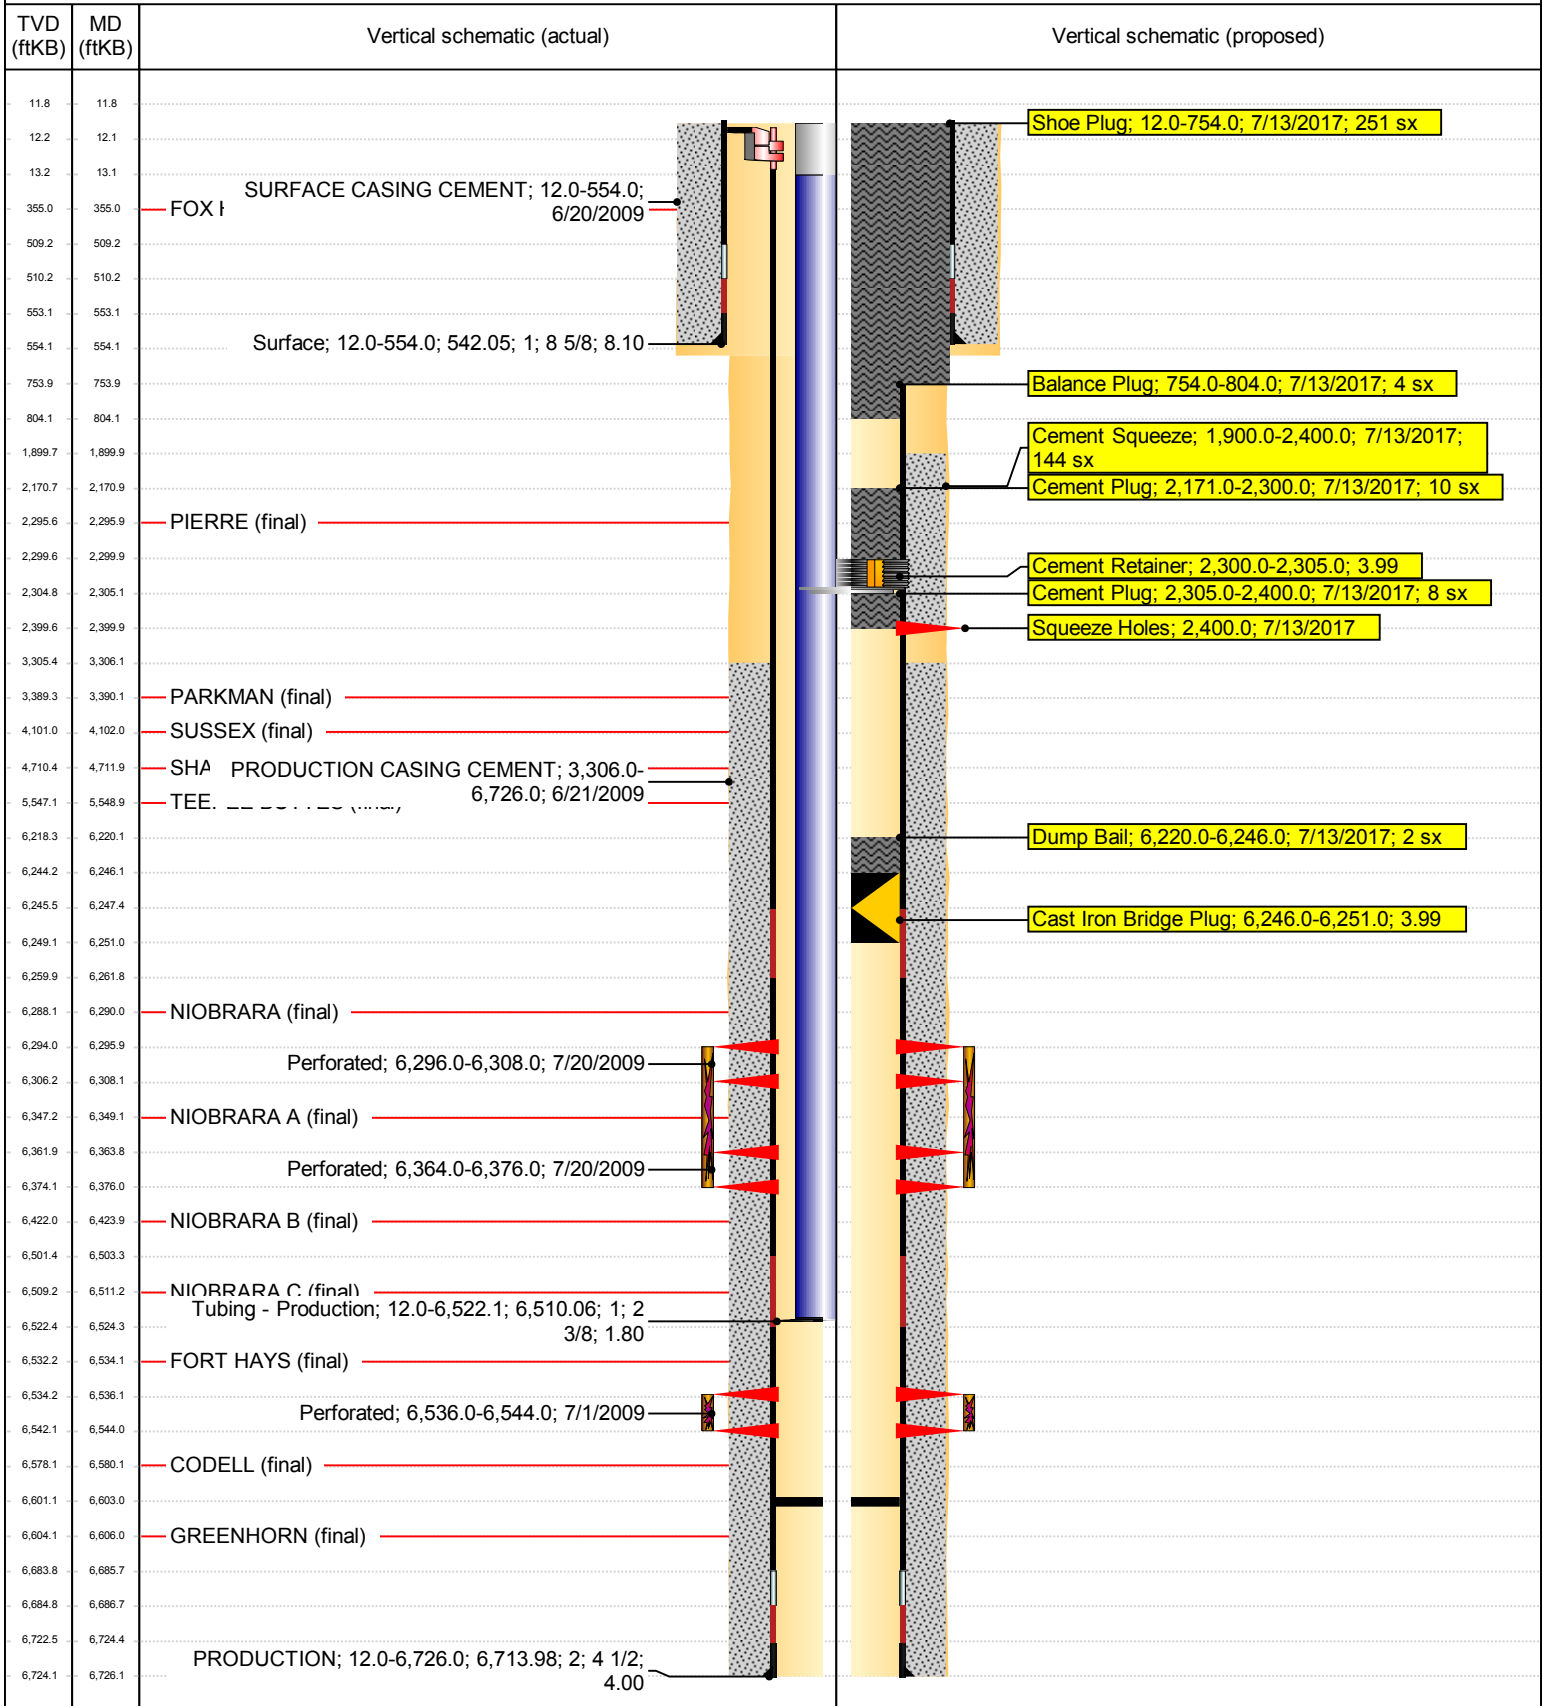 TVD (ftKB) MD (ftKB) Vertical schematic (actual) Vertical schematic (proposed)
11.8 11.8
Shoe Plug; 12.0-754.0; 7/13/2017; 251 sx
12.2 12.1
13.2 13.1
SURFACE CASING CEMENT; 12.0-554.0;
6/20/2009
355.0 355.0 FOX
509.2 509.2
510.2 510.2
553.1 553.1
Surface; 12.0-554.0; 542.05; 1; 8 5/8; 8.10
554.1 554.1
753.9 753.9 Balance Plug; 754.0-804.0; 7/13/2017; 4 sx
804.1 804.1
Cement Squeeze; 1,900.0-2,400.0; 7/13/2017;
144 sx
1,899.7 1,899.9
2,170.7 2,170.9 Cement Plug; 2,171.0-2,300.0; 7/13/2017; 10 sx
2,295.6 2,295.9 PIERRE (final)
2,299.6 2,299.9
Cement Retainer; 2,300.0-2,305.0; 3.99
2,304.8 2,305.1 Cement Plug; 2,305.0-2,400.0; 7/13/2017; 8 sx
2,399.6 2,399.9 Squeeze Holes; 2,400.0; 7/13/2017
3,305.4 3,306.1
3,389.3 3,390.1 PARKMAN (final)
4,101.0 4,102.0 SUSSEX (final)
4,710.4 4,711.9 SHA PRODUCTION CASING CEMENT; 3,306.0-
6,726.0; 6/21/2009
5,547.1 5,548.9
6,218.3 6,220.1 Dump Bail; 6,220.0-6,246.0; 7/13/2017; 2 sx
6,244.2 6,246.1
6,245.5 6,247.4 Cast Iron Bridge Plug; 6,246.0-6,251.0; 3.99
6,249.1 6,251.0
6,259.9 6,261.8
6,288.1 6,290.0 NIOBRARA (final)
6,294.0 6,295.9
Perforated; 6,296.0-6,308.0; 7/20/2009
6,306.2 6,308.1
6,347.2 6,349.1 NIOBRARA A (final)
6,361.9 6,363.8
Perforated; 6,364.0-6,376.0; 7/20/2009
6,374.1 6,376.0
6,422.0 6,423.9 NIOBRARA B (final)
6,501.4 6,503.3
6,509.2 6,511.2 NIOBRARA C (final)
Tubing - Production; 12.0-6,522.1; 6,510.06; 1; 2
3/8; 1.80
6,522.4 6,524.3
6,532.2 6,534.1 FORT HAYS (final)
6,534.2 6,536.1
Perforated; 6,536.0-6,544.0; 7/1/2009
6,542.1 6,544.0
6,578.1 6,580.1 CODELL (final)
6,601.1 6,603.0
6,604.1 6,606.0 GREENHORN (final)
6,683.8 6,685.7
6,684.8 6,686.7
6,722.5 6,724.4
PRODUCTION; 12.0-6,726.0; 6,713.98; 2; 4 1/2;
4.00
6,724.1 6,726.1